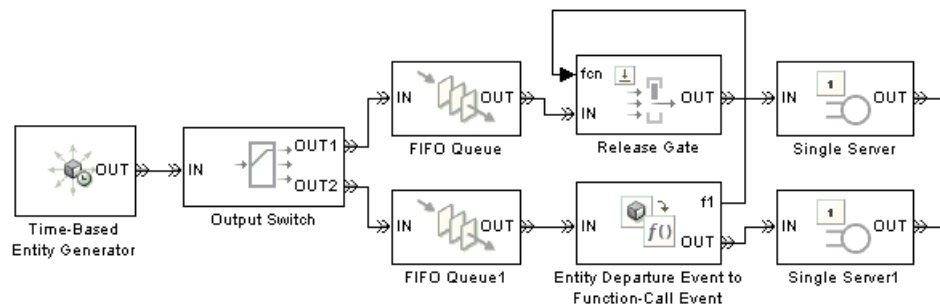 fcn
IN
OUT
FIFO Queue
IN
OUT
Release Gate
1
IN
OUT
Single Server
OUT
Time-Based
Entity Generator
IN
OUT1
OUT2
Output Switch
IN
OUT
FIFO Queue1
IN
f1
f()
OUT
Entity Departure Event to
Function-Call Event
1
IN
OUT
Single Server1